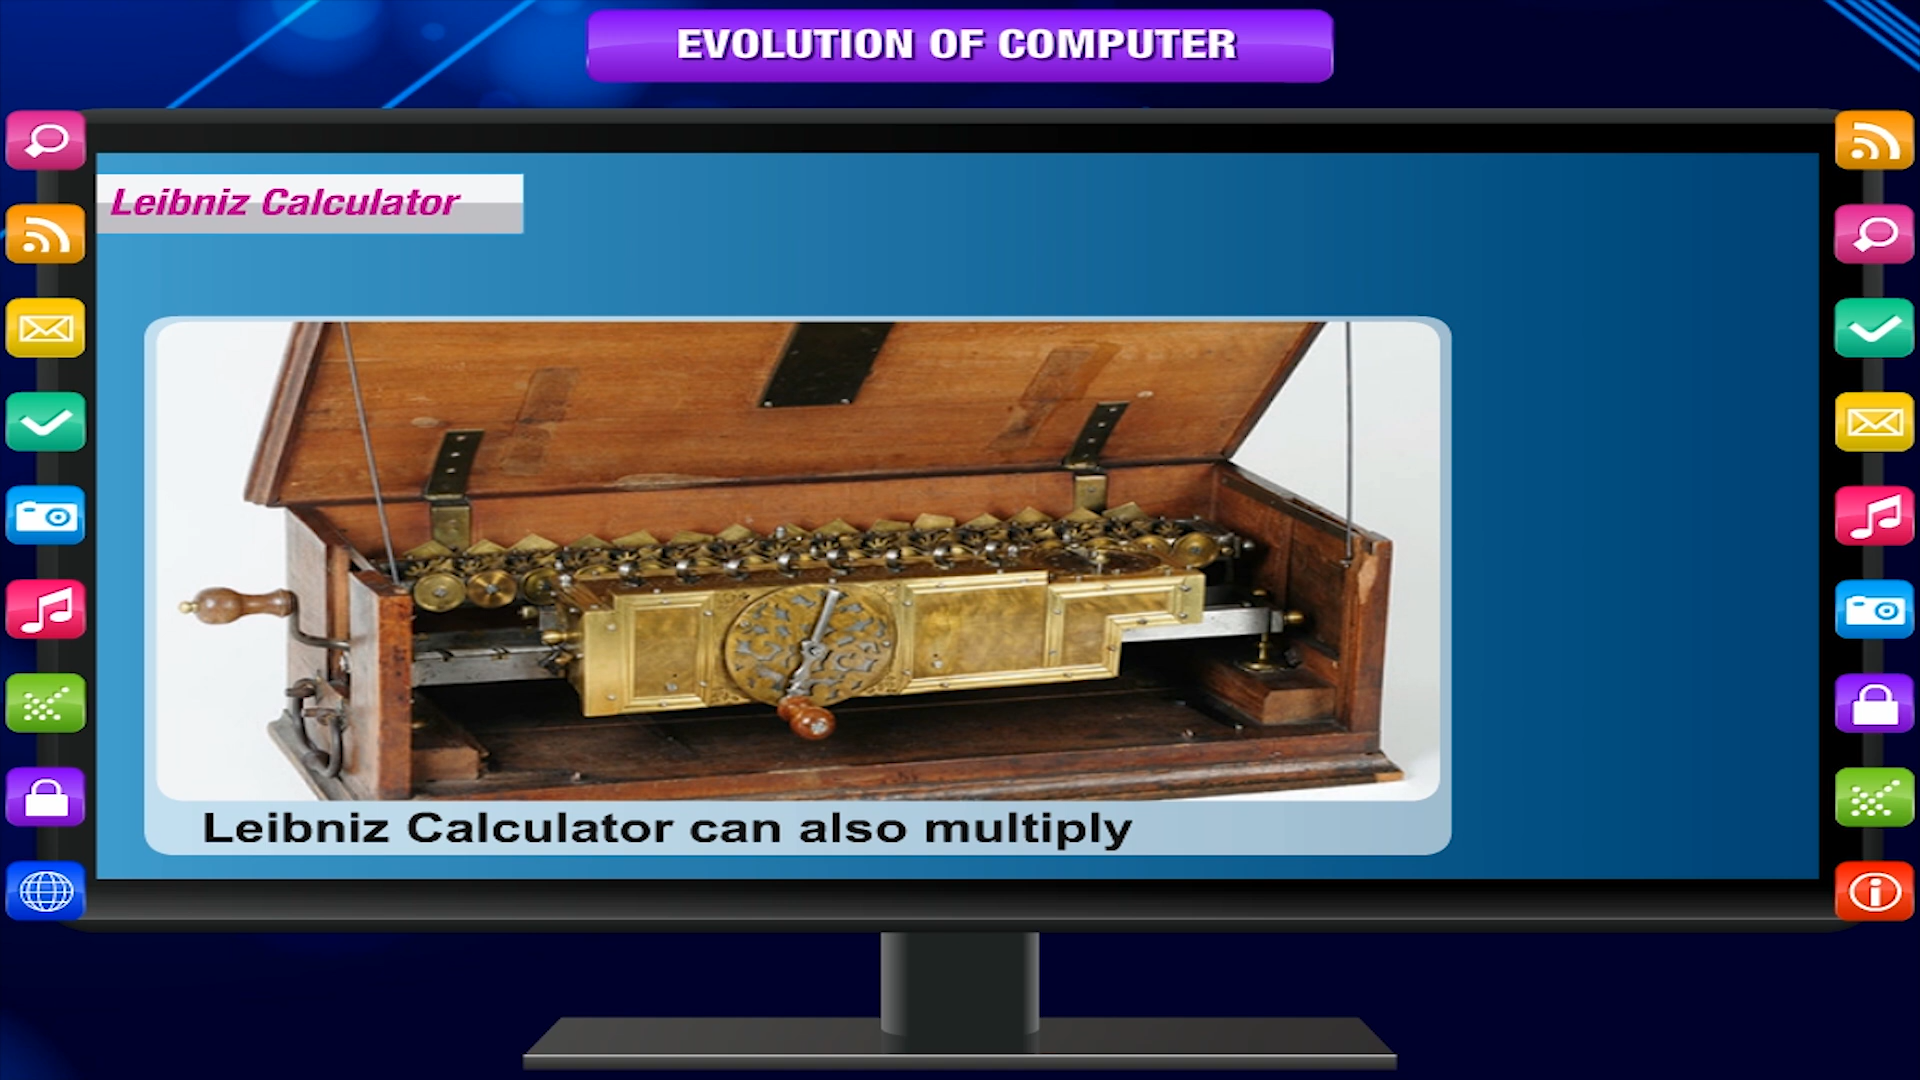 EVOLUTION OF COMPUTER
Leibniz Calculator
Leibniz Calculator can also multiply